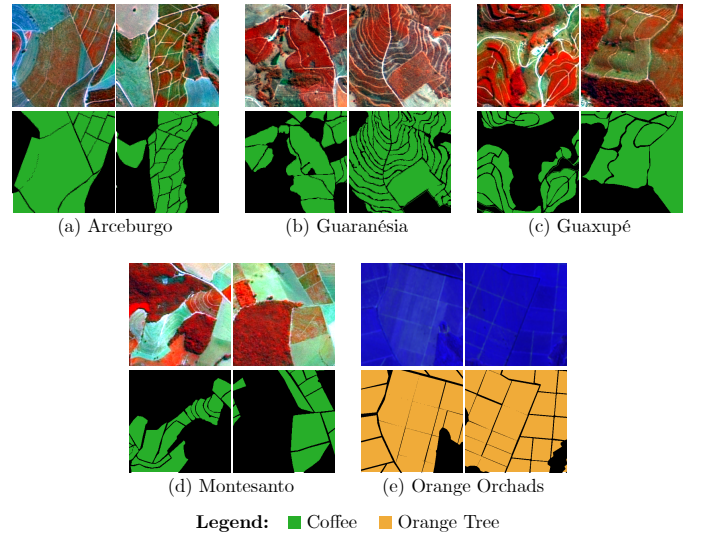 (a) Arceburgo
(b) Guaranésia
(c) Guaxupé
(d) Montesanto
(e) Orange Orchads
Legend: Coffee Orange Tree